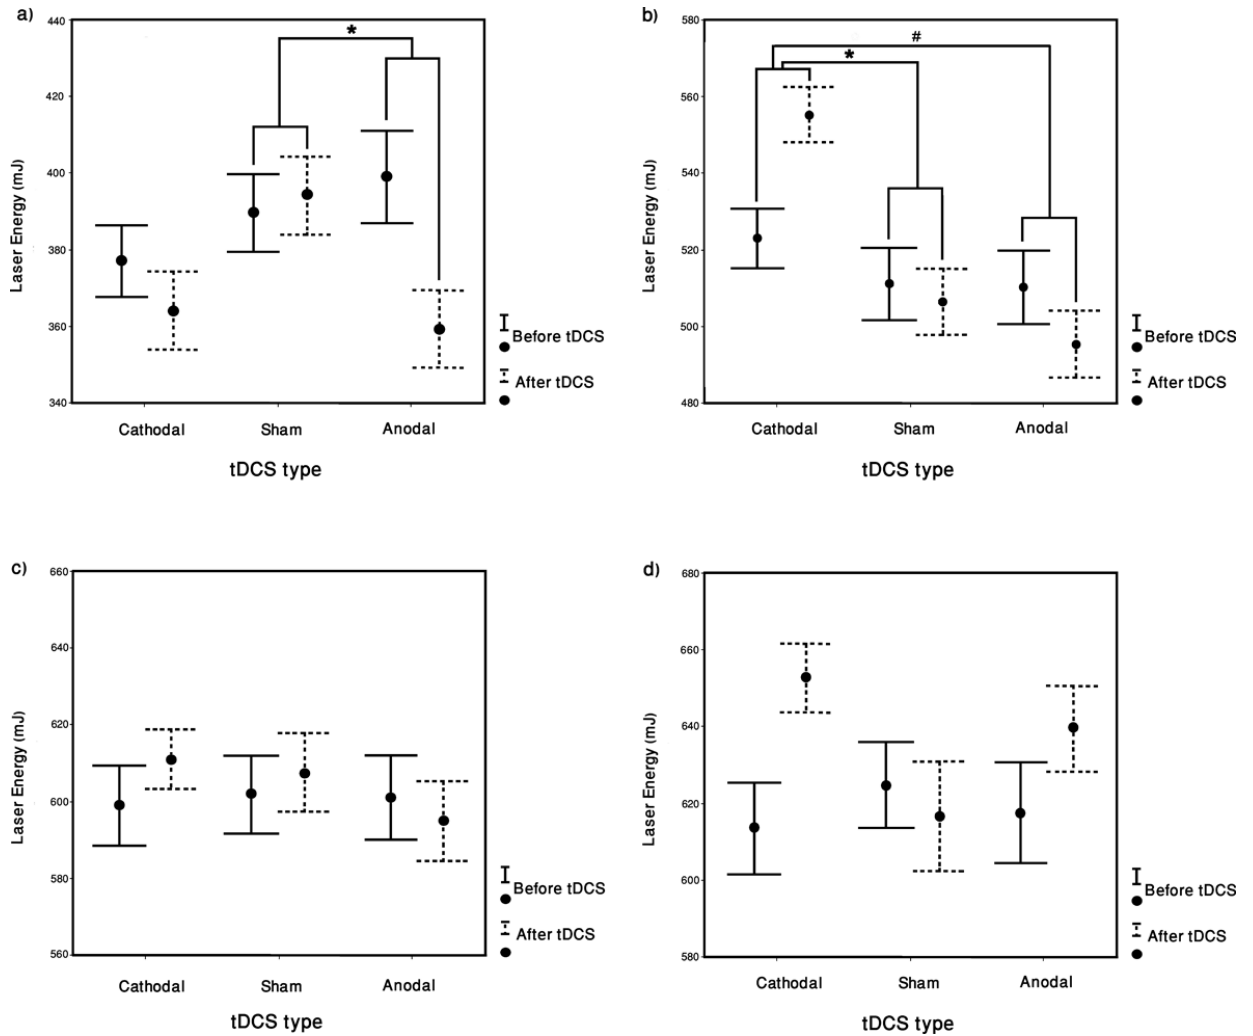 a)
*
440
420
400
380
360
340
Laser Energy (mJ)
Cathodal Sham Anodal
tDCS type
Before tDCS
After tDCS
b)
#
*
580
560
540
520
500
480
Laser Energy (mJ)
Cathodal Sham Anodal
tDCS type
Before tDCS
After tDCS
c)
660
640
620
600
580
560
Laser Energy (mJ)
Cathodal Sham Anodal
tDCS type
Before tDCS
After tDCS
d)
680
660
640
620
600
580
Laser Energy (mJ)
Cathodal Sham Anodal
tDCS type
Before tDCS
After tDCS